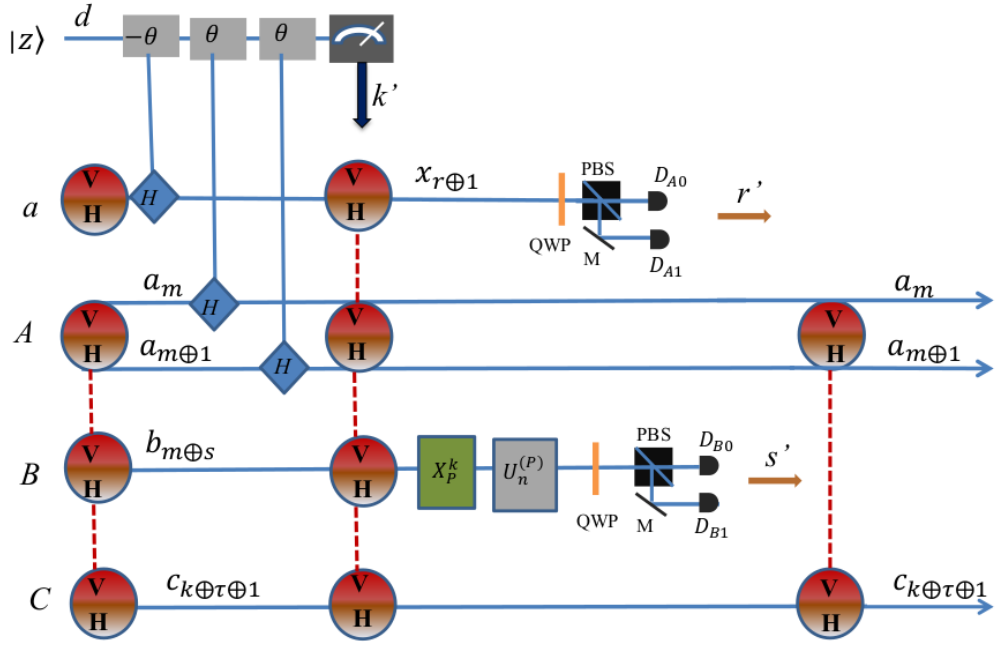 |z⟩ d −θ θ θ
k’
V
H
a H V
H
x_{r⊕1} PBS D_{A0} r’
QWP M D_{A1}
A a_m H a_m
V
H
V
H
V
H
a_{m⊕1} H a_{m⊕1}
B b_{m⊕s} PBS D_{B0} s’
V
H
V
H
X_P^k U_n^{(P)}
QWP M D_{B1}
C c_{k⊕τ⊕1} c_{k⊕τ⊕1}
V
H
V
H
V
H